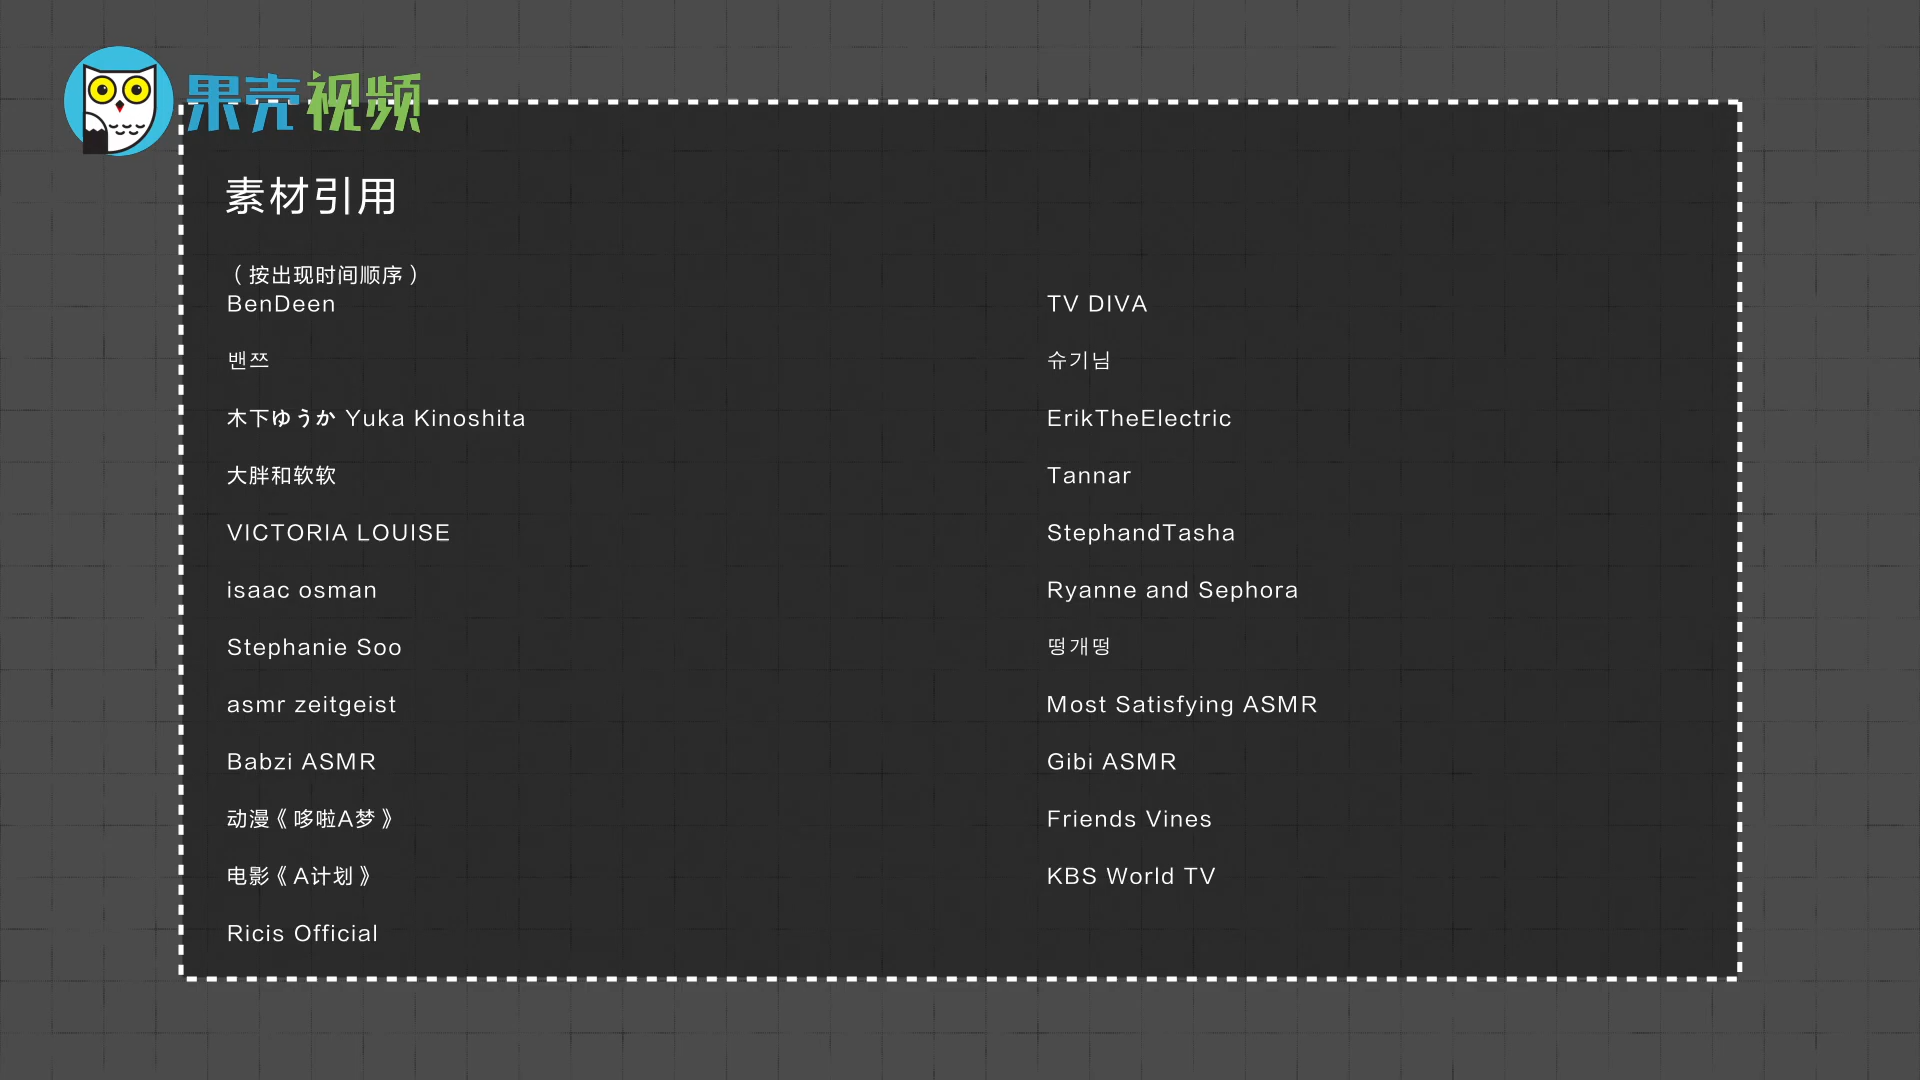 果壳视频
素材引用
（按出现时间顺序）
BenDeen
밴쯔
木下ゆうか Yuka Kinoshita
大胖和软软
VICTORIA LOUISE
isaac osman
Stephanie Soo
asmr zeitgeist
Babzi ASMR
动漫《哆啦A梦》
电影《A计划》
Ricis Official
TV DIVA
슈기님
ErikTheElectric
Tannar
StephandTasha
Ryanne and Sephora
떵개떵
Most Satisfying ASMR
Gibi ASMR
Friends Vines
KBS World TV